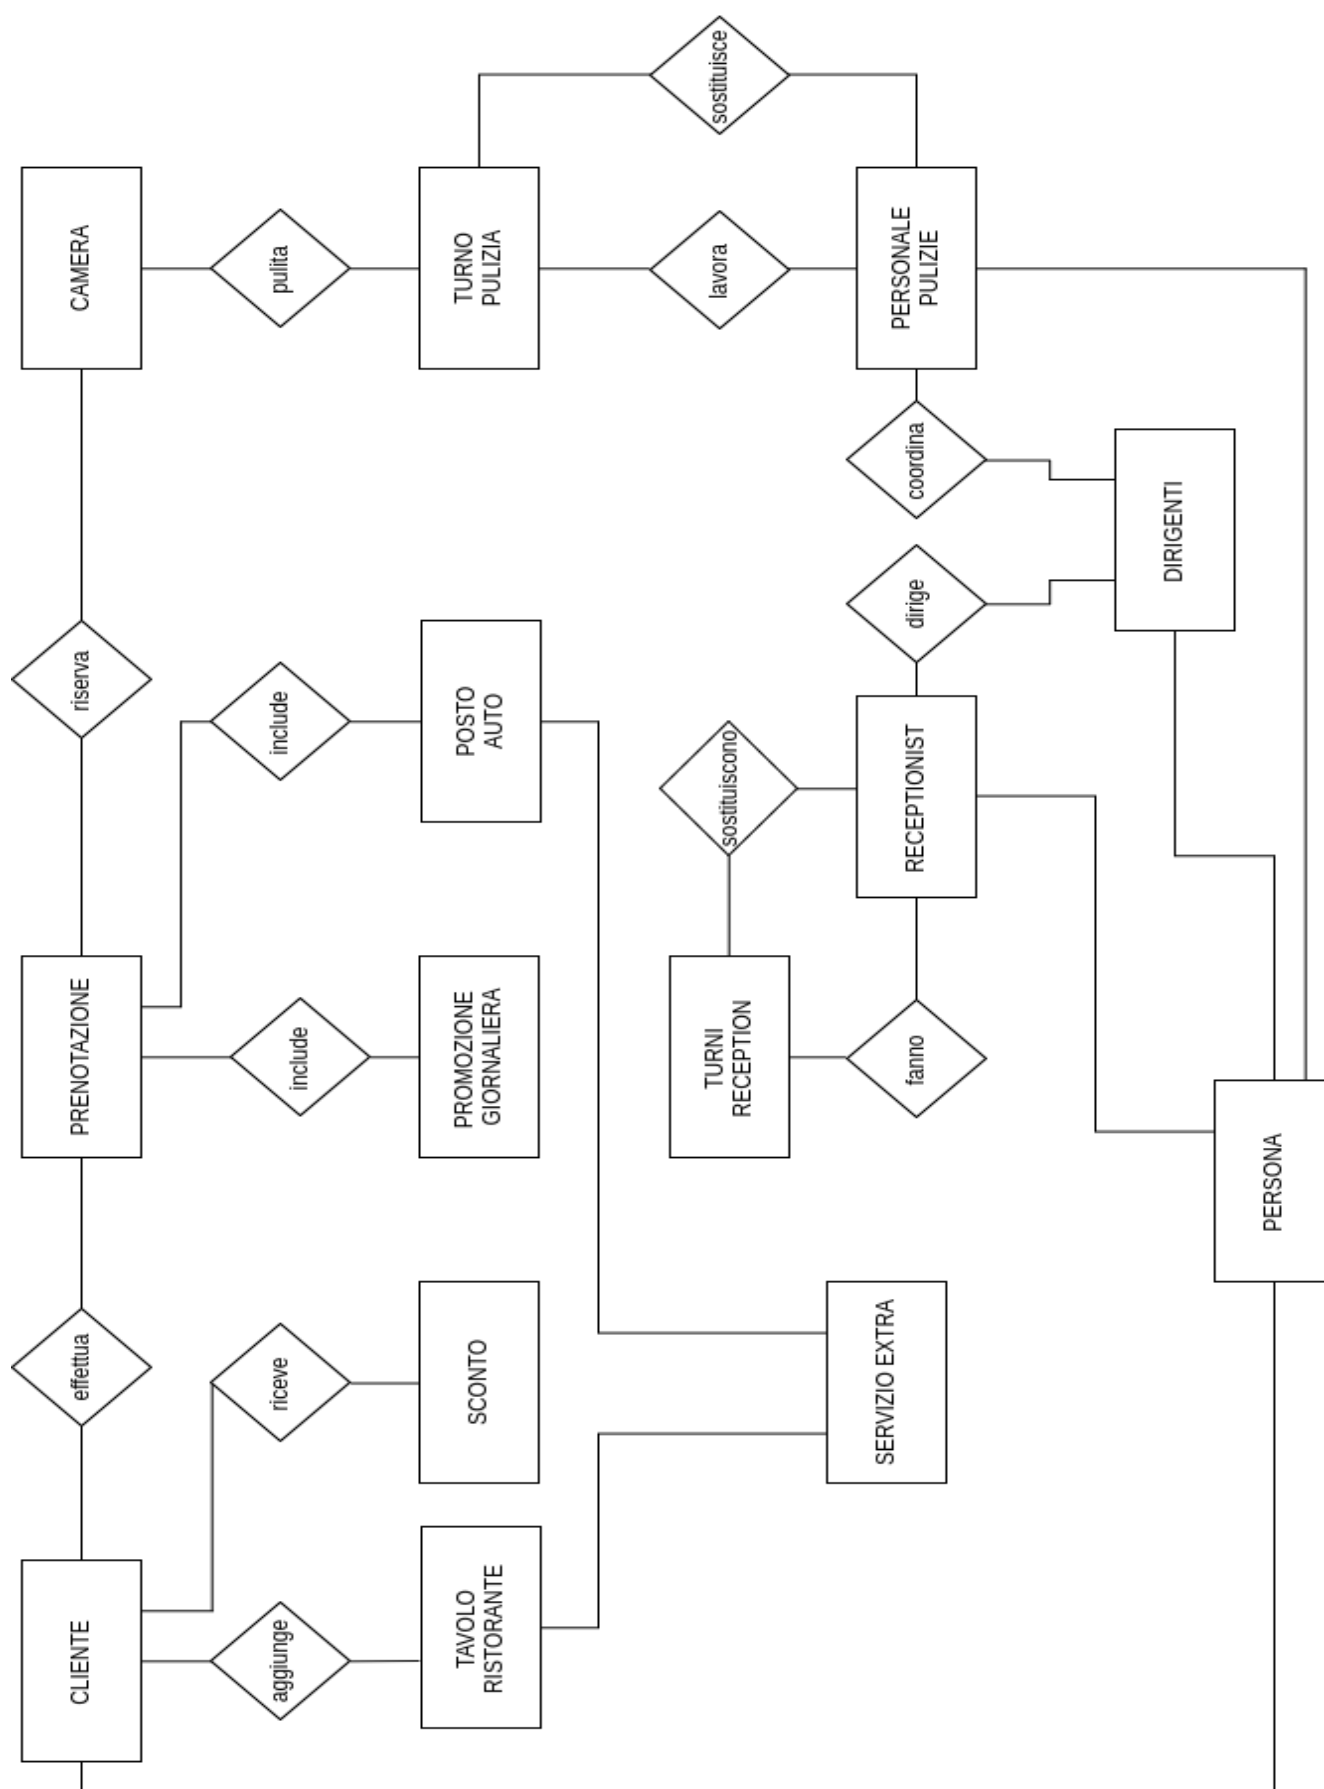 CLIENTE
effettua
PRENOTAZIONE
riserva
CAMERA
aggiunge
riceve
include
include
pulita
TAVOLO
RISTORANTE
SCONTO
PROMOZIONE
GIORNALIERA
POSTO
AUTO
TURNO
PULIZIA
TURNI
RECEPTION
sostituiscono
lavora
sostituisce
SERVIZIO EXTRA
fanno
RECEPTIONIST
dirige
coordina
PERSONALE
PULIZIE
DIRIGENTI
PERSONA